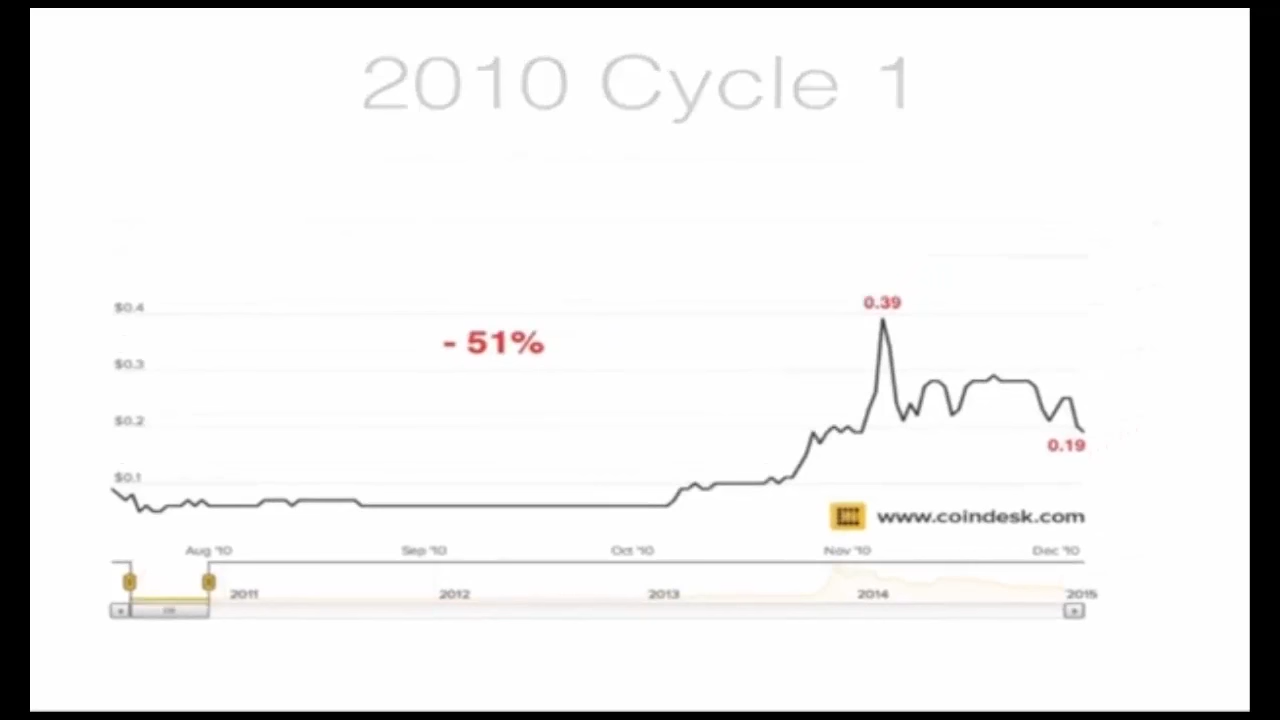 2010 Cycle 1
0.39
$0.4
- 51%
$0.3
$0.2
0.19
$0.1
www.coindesk.com
Aug '10
Sep '10
Oct '10
Nov '10
Dec '10
2011
2012
2013
2014
2015